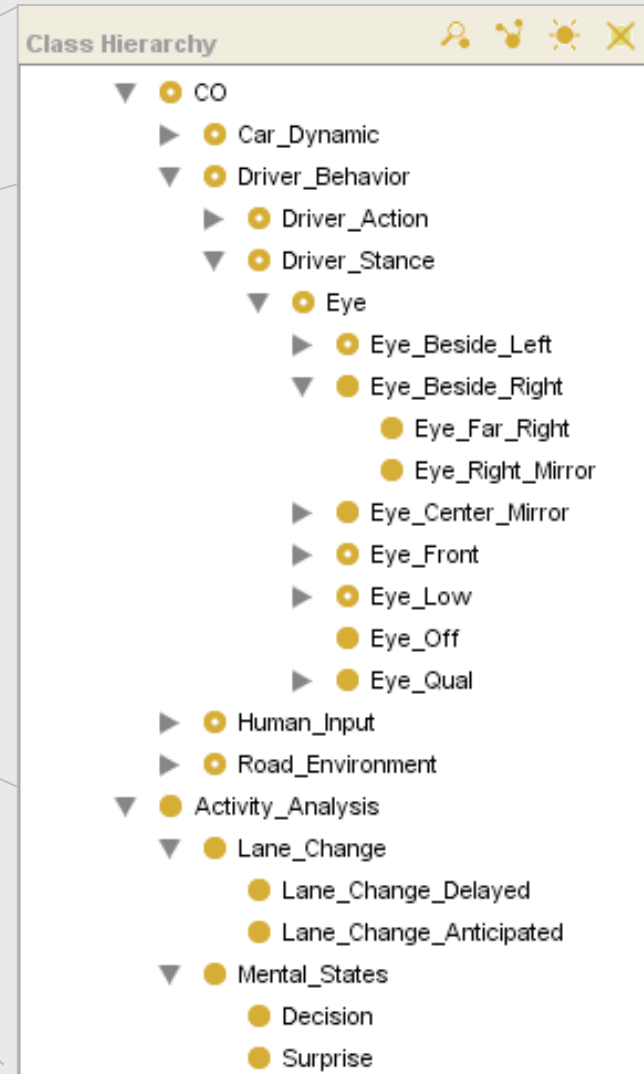 Class Hierarchy
CO
Car_Dynamic
Driver_Behavior
Driver_Action
Driver_Stance
Eye
Eye_Beside_Left
Eye_Beside_Right
Eye_Far_Right
Eye_Right_Mirror
Eye_Center_Mirror
Eye_Front
Eye_Low
Eye_Off
Eye_Qual
Human_Input
Road_Environment
Activity_Analysis
Lane_Change
Lane_Change_Delayed
Lane_Change_Anticipated
Mental_States
Decision
Surprise